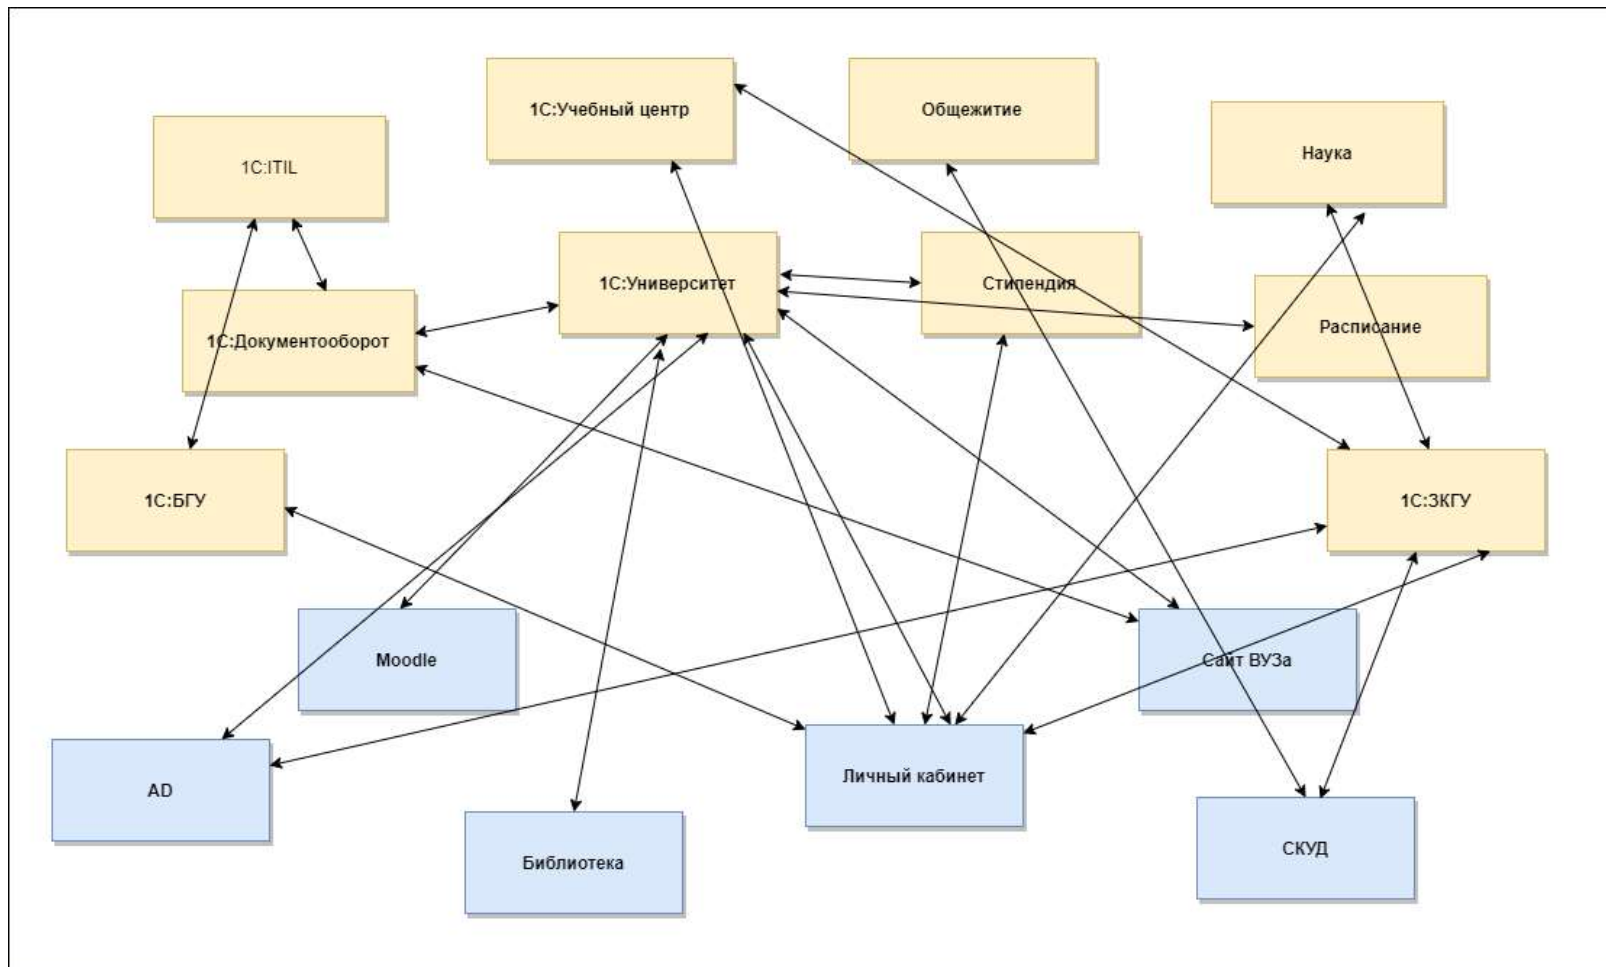 1С:Учебный центр
Общежитие
Наука
1С:ITIL
1С:Университет
Стипендия
Расписание
1С:Документооборот
1С:БГУ
1С:ЗКГУ
Moodle
Сайт ВУЗа
AD
Личный кабинет
Библиотека
СКУД